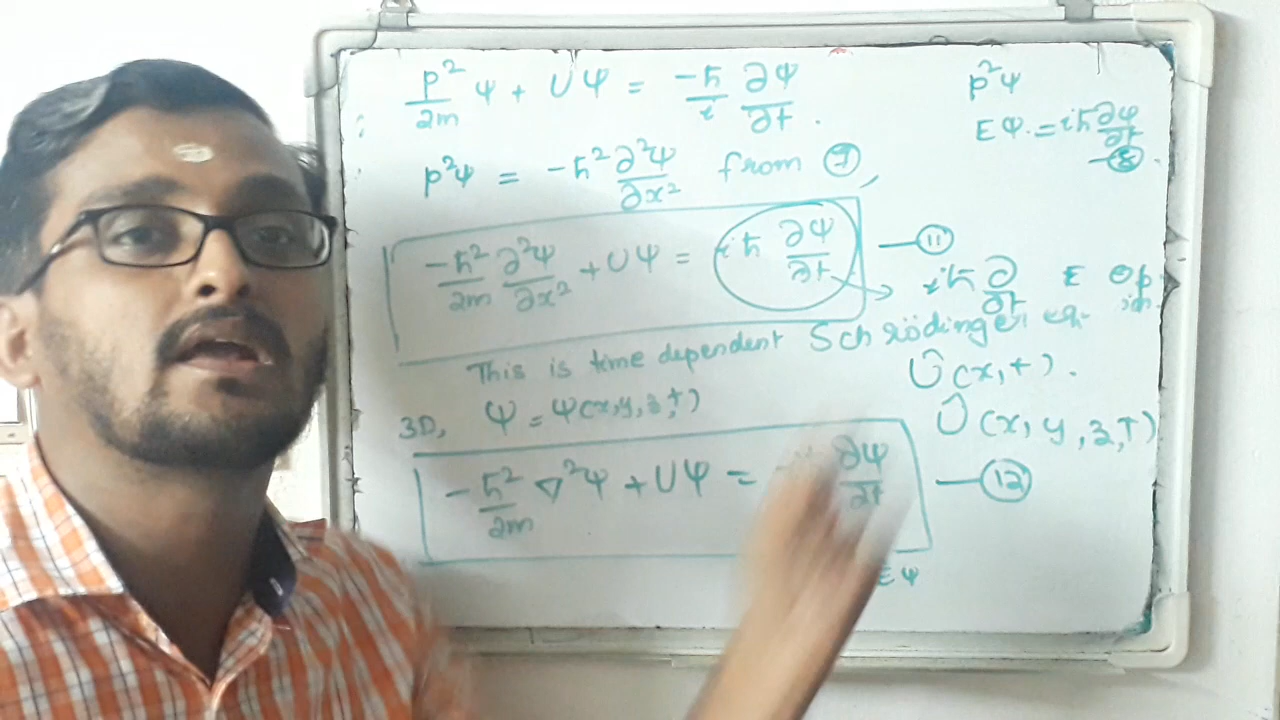 p²/2m Ψ + UΨ = -ħ/i ∂Ψ/∂t .
p²Ψ
EΨ = iħ ∂Ψ/∂t
— ⑧.
p²Ψ = -ħ² ∂²Ψ/∂x² from ⑦,
-ħ²/2m ∂²Ψ/∂x² + UΨ = iħ ∂Ψ/∂t — ⑪
iħ ∂/∂t E Op
This is time dependent Schrödinger eqn
Û(x,t).
3D, Ψ = Ψ(x,y,z,t)
Û(x,y,z,t)
-ħ²/2m ∇²Ψ + UΨ = ∂Ψ/∂t — ⑫
EΨ